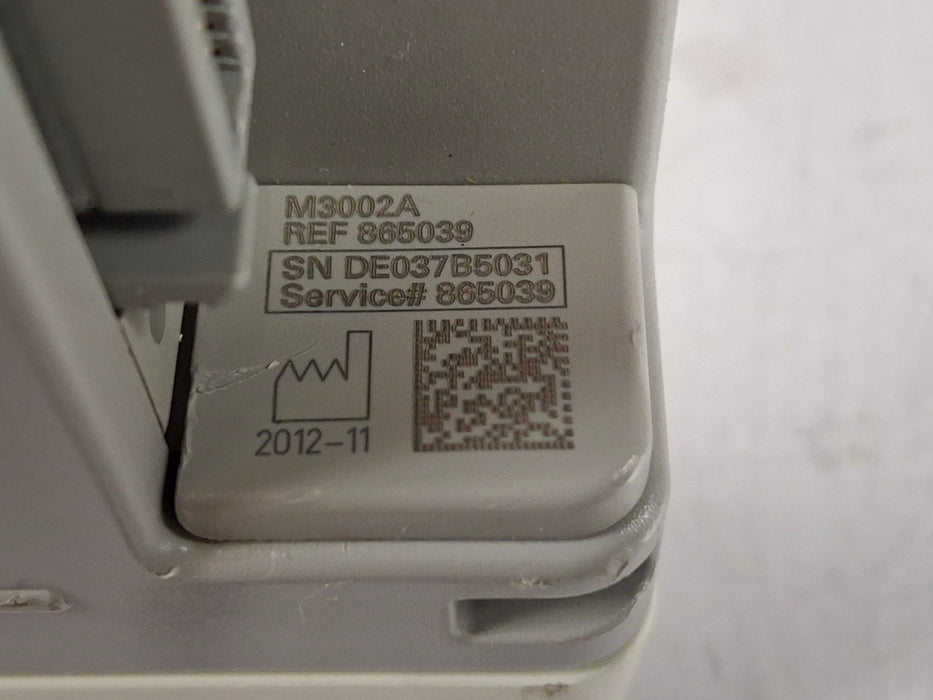 M3002A
REF 865039
SN DE037B5031
Service# 865039
2012-11